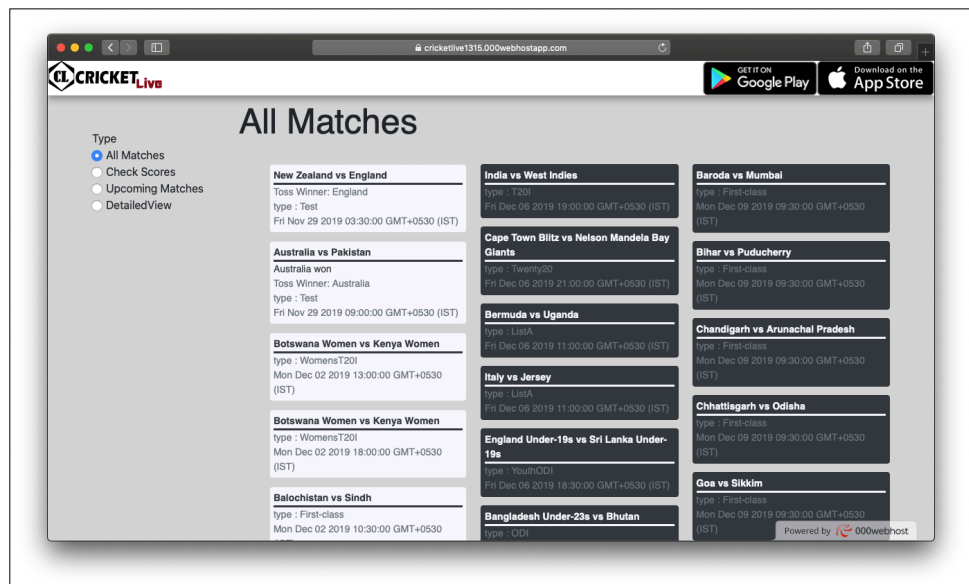 cricketlive1315.000webhostapp.com
CL CRICKET Live
GET IT ON
Google Play
Download on the
App Store
All Matches
Type
All Matches
Check Scores
Upcoming Matches
DetailedView
New Zealand vs England
Toss Winner: England
type : Test
Fri Nov 29 2019 03:30:00 GMT+0530 (IST)
Australia vs Pakistan
Australia won
Toss Winner: Australia
type : Test
Fri Nov 29 2019 09:00:00 GMT+0530 (IST)
Botswana Women vs Kenya Women
type : WomensT20I
Mon Dec 02 2019 13:00:00 GMT+0530
(IST)
Botswana Women vs Kenya Women
type : WomensT20I
Mon Dec 02 2019 18:00:00 GMT+0530
(IST)
Balochistan vs Sindh
type : First-class
Mon Dec 02 2019 10:30:00 GMT+0530
India vs West Indies
type : T20I
Fri Dec 06 2019 19:00:00 GMT+0530 (IST)
Cape Town Blitz vs Nelson Mandela Bay
Giants
type : Twenty20
Fri Dec 06 2019 21:00:00 GMT+0530 (IST)
Bermuda vs Uganda
type : ListA
Fri Dec 06 2019 11:00:00 GMT+0530 (IST)
Italy vs Jersey
type : ListA
Fri Dec 06 2019 11:00:00 GMT+0530 (IST)
England Under-19s vs Sri Lanka Under-
19s
type : YouthODI
Fri Dec 06 2019 18:30:00 GMT+0530 (IST)
Bangladesh Under-23s vs Bhutan
type : ODI
Baroda vs Mumbai
type : First-class
Mon Dec 09 2019 09:30:00 GMT+0530
(IST)
Bihar vs Puducherry
type : First-class
Mon Dec 09 2019 09:30:00 GMT+0530
(IST)
Chandigarh vs Arunachal Pradesh
type : First-class
Mon Dec 09 2019 09:30:00 GMT+0530
(IST)
Chhattisgarh vs Odisha
type : First-class
Mon Dec 09 2019 09:30:00 GMT+0530
(IST)
Goa vs Sikkim
type : First-class
Mon Dec 09 2019 09:30:00 GMT+0530
(IST)
Powered by 000webhost